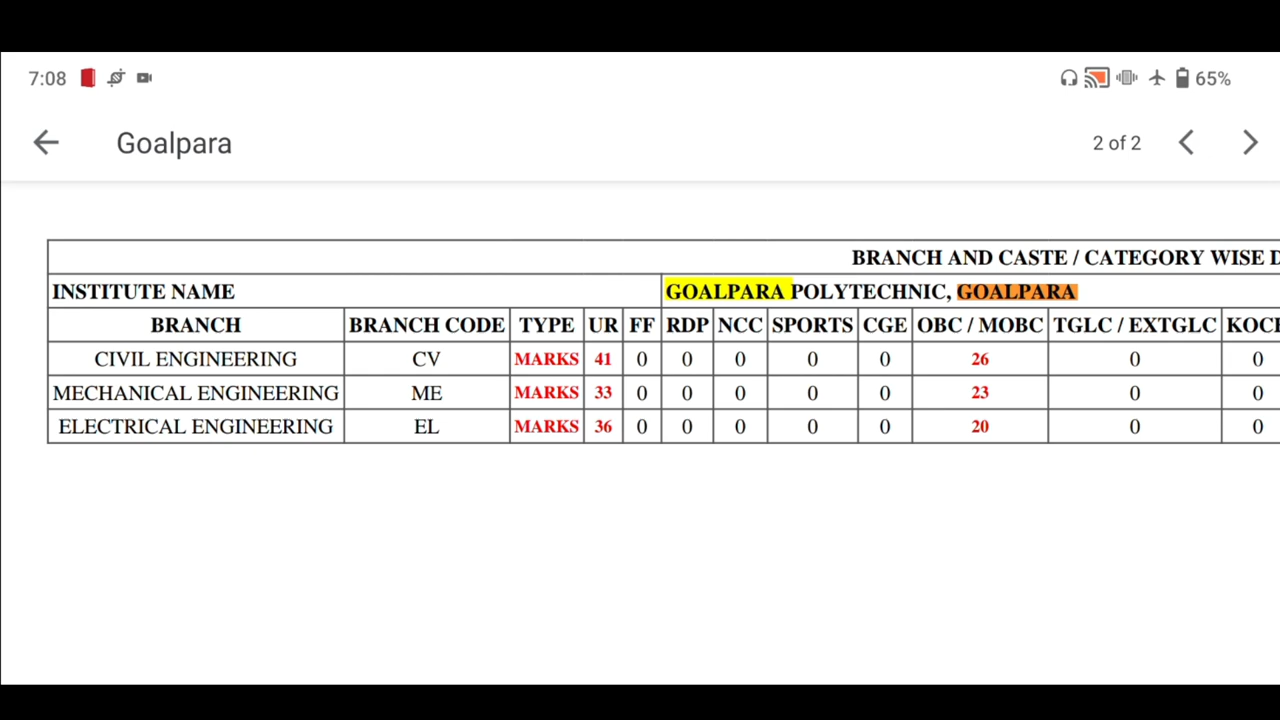 7:08 65%
Goalpara 2 of 2
BRANCH AND CASTE / CATEGORY WISE D
INSTITUTE NAME GOALPARA POLYTECHNIC, GOALPARA
BRANCH BRANCH CODE TYPE UR FF RDP NCC SPORTS CGE OBC / MOBC TGLC / EXTGLC KOCH
CIVIL ENGINEERING CV MARKS 41 0 0 0 0 0 26 0 0
MECHANICAL ENGINEERING ME MARKS 33 0 0 0 0 0 23 0 0
ELECTRICAL ENGINEERING EL MARKS 36 0 0 0 0 0 20 0 0